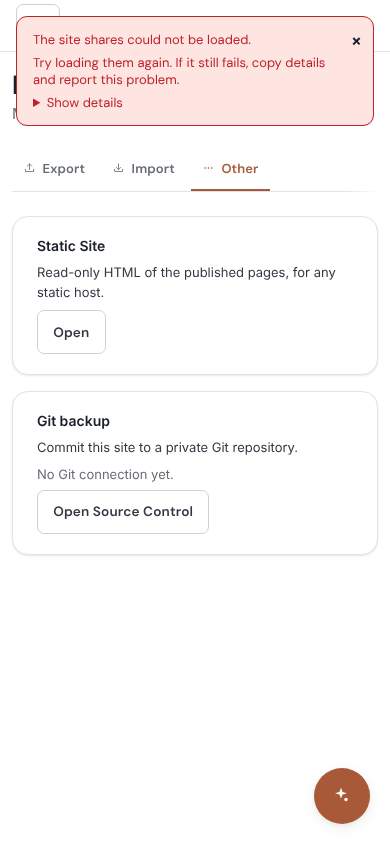 The site shares could not be loaded.
Try loading them again. If it still fails, copy details
and report this problem.
Show details
Export
Import
Other
Static Site
Read-only HTML of the published pages, for any
static host.
Open
Git backup
Commit this site to a private Git repository.
No Git connection yet.
Open Source Control